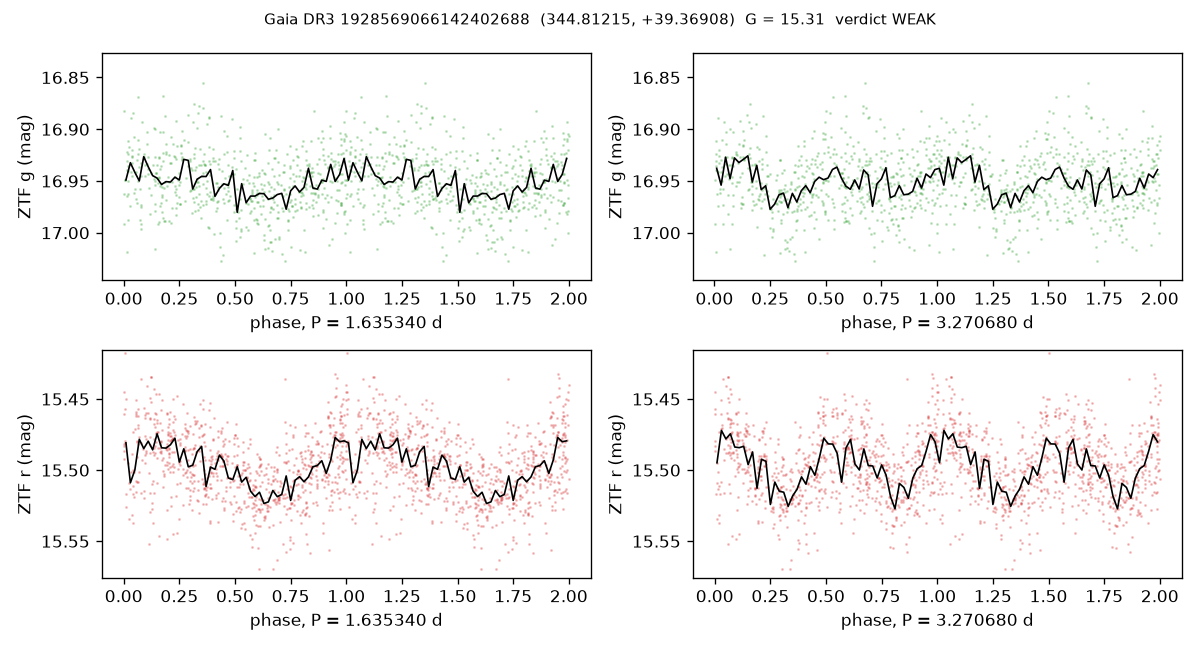 Gaia DR3 1928569066142402688 (344.81215, +39.36908) G = 15.31 verdict WEAK
ZTF g (mag)
16.85
16.90
16.95
17.00
0.00 0.25 0.50 0.75 1.00 1.25 1.50 1.75 2.00
phase, P = 1.635340 d
ZTF g (mag)
16.85
16.90
16.95
17.00
0.00 0.25 0.50 0.75 1.00 1.25 1.50 1.75 2.00
phase, P = 3.270680 d
ZTF r (mag)
15.45
15.50
15.55
0.00 0.25 0.50 0.75 1.00 1.25 1.50 1.75 2.00
phase, P = 1.635340 d
ZTF r (mag)
15.45
15.50
15.55
0.00 0.25 0.50 0.75 1.00 1.25 1.50 1.75 2.00
phase, P = 3.270680 d